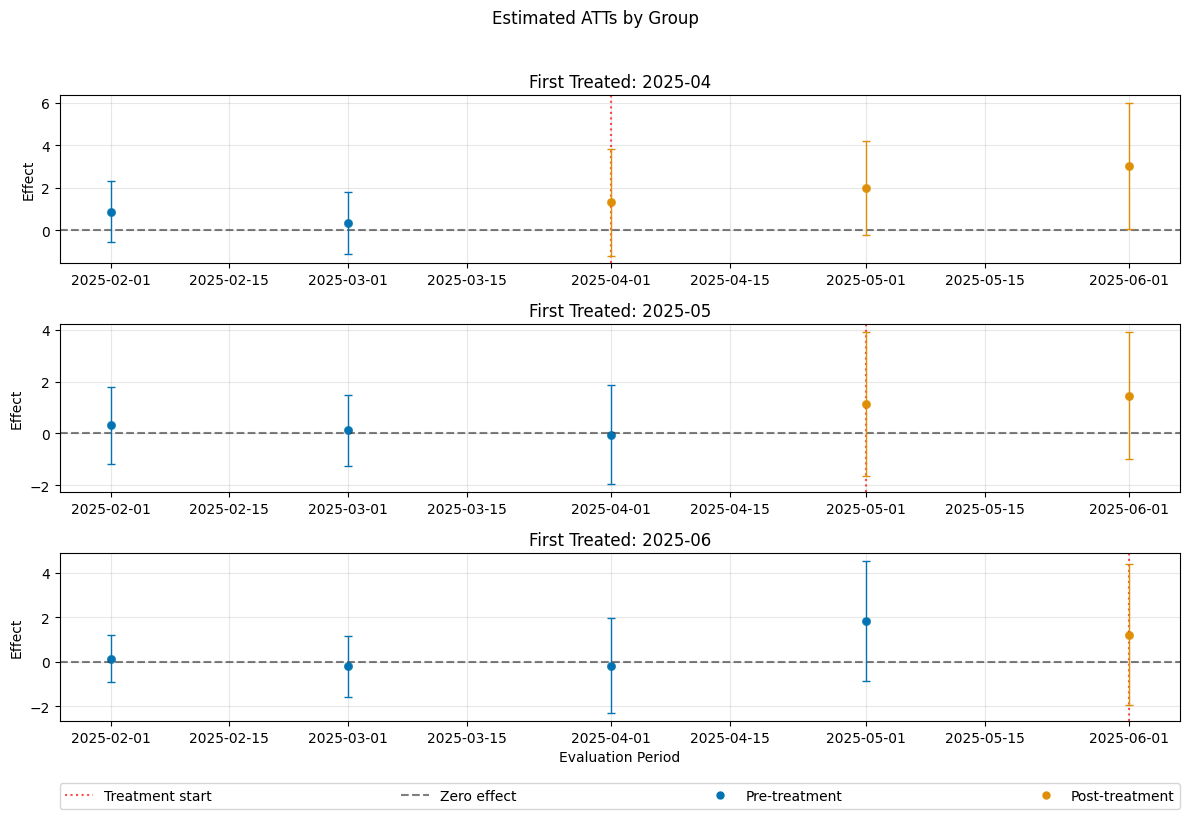 Estimated ATTs by Group
First Treated: 2025-04
Effect
6
4
2
0
2025-02-01 2025-02-15 2025-03-01 2025-03-15 2025-04-01 2025-04-15 2025-05-01 2025-05-15 2025-06-01
First Treated: 2025-05
Effect
4
2
0
−2
2025-02-01 2025-02-15 2025-03-01 2025-03-15 2025-04-01 2025-04-15 2025-05-01 2025-05-15 2025-06-01
First Treated: 2025-06
Effect
4
2
0
−2
2025-02-01 2025-02-15 2025-03-01 2025-03-15 2025-04-01 2025-04-15 2025-05-01 2025-05-15 2025-06-01
Evaluation Period
Treatment start Zero effect Pre-treatment Post-treatment